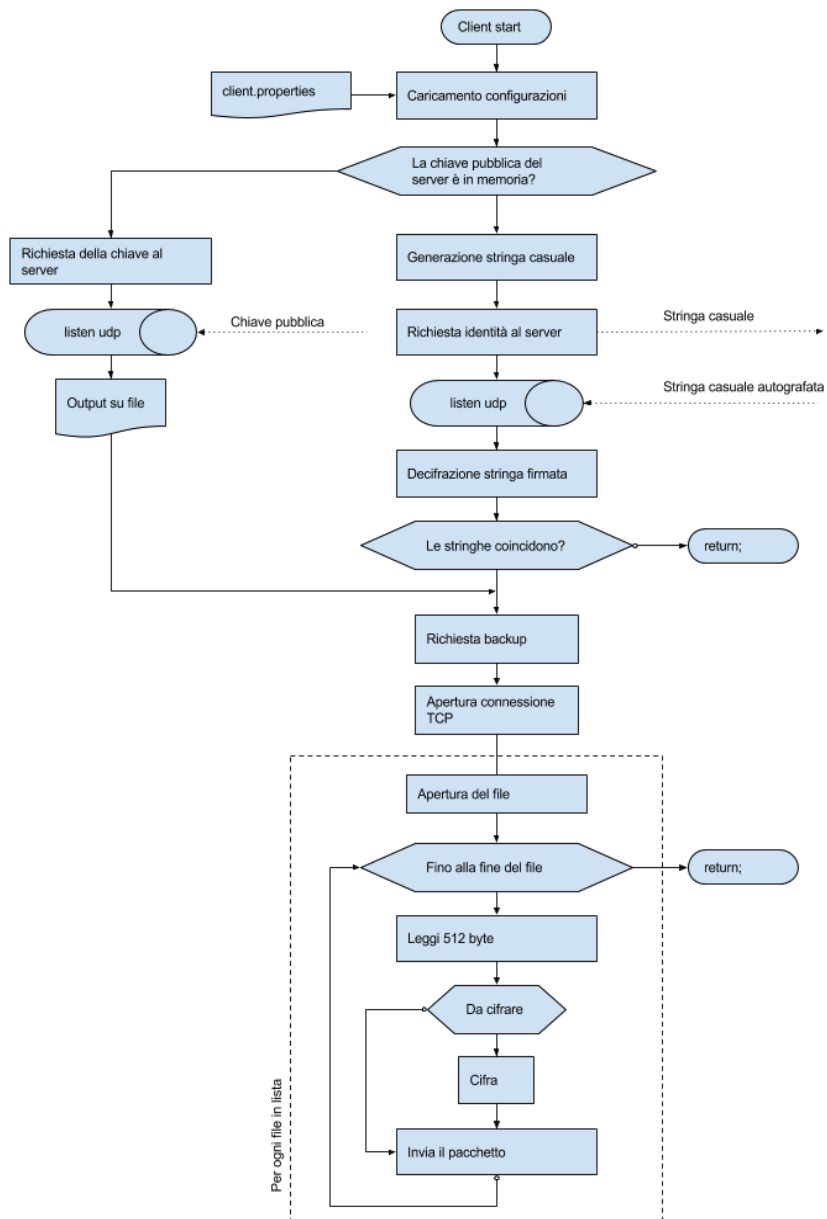 Client start
client.properties
Caricamento configurazioni
La chiave pubblica del
server è in memoria?
Richiesta della chiave al
server
Generazione stringa casuale
listen udp
Chiave pubblica
Richiesta identità al server
Stringa casuale
Output su file
listen udp
Stringa casuale autografata
Decifrazione stringa firmata
Le stringhe coincidono?
return;
Richiesta backup
Apertura connessione
TCP
Apertura del file
Fino alla fine del file
return;
Leggi 512 byte
Da cifrare
Cifra
Invia il pacchetto
Per ogni file in lista